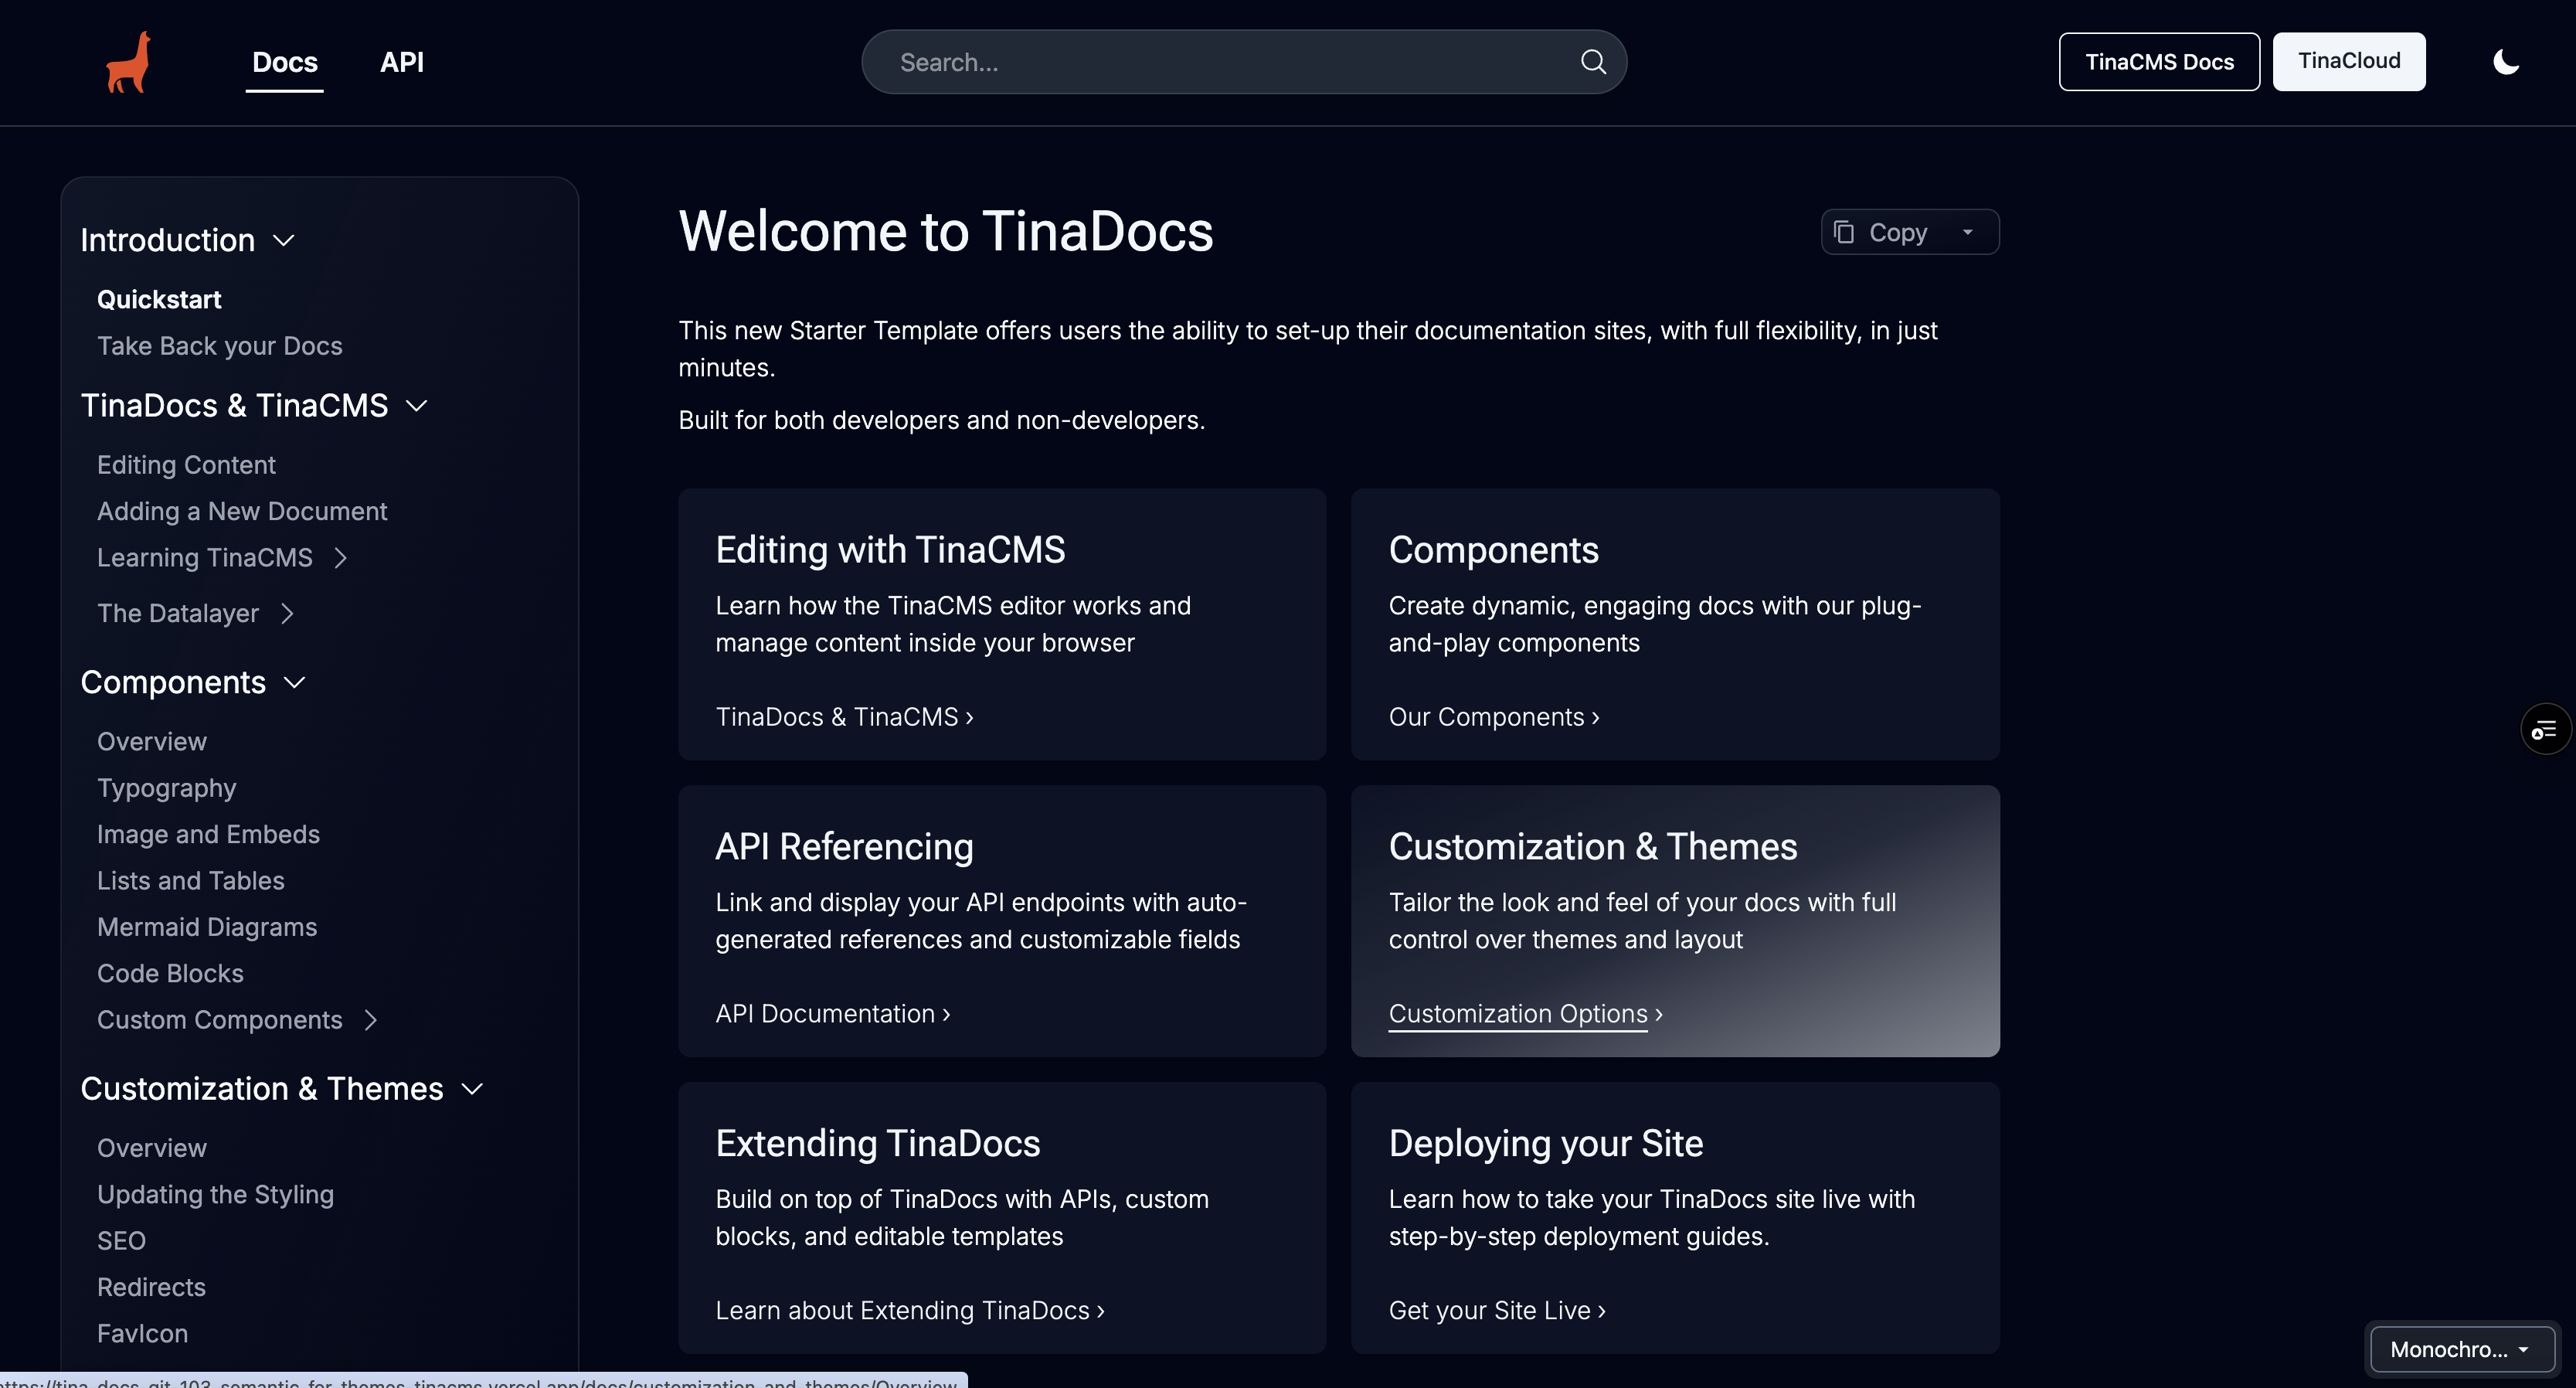 Docs
API
Search...
TinaCMS Docs
TinaCloud
Introduction
Quickstart
Take Back your Docs
TinaDocs & TinaCMS
Editing Content
Adding a New Document
Learning TinaCMS
The Datalayer
Components
Overview
Typography
Image and Embeds
Lists and Tables
Mermaid Diagrams
Code Blocks
Custom Components
Customization & Themes
Overview
Updating the Styling
SEO
Redirects
FavIcon
Welcome to TinaDocs
Copy
This new Starter Template offers users the ability to set-up their documentation sites, with full flexibility, in just
minutes.
Built for both developers and non-developers.
Editing with TinaCMS
Learn how the TinaCMS editor works and
manage content inside your browser
TinaDocs & TinaCMS ›
Components
Create dynamic, engaging docs with our plug-
and-play components
Our Components ›
API Referencing
Link and display your API endpoints with auto-
generated references and customizable fields
API Documentation ›
Customization & Themes
Tailor the look and feel of your docs with full
control over themes and layout
Customization Options ›
Extending TinaDocs
Build on top of TinaDocs with APIs, custom
blocks, and editable templates
Learn about Extending TinaDocs ›
Deploying your Site
Learn how to take your TinaDocs site live with
step-by-step deployment guides.
Get your Site Live ›
Monochro...